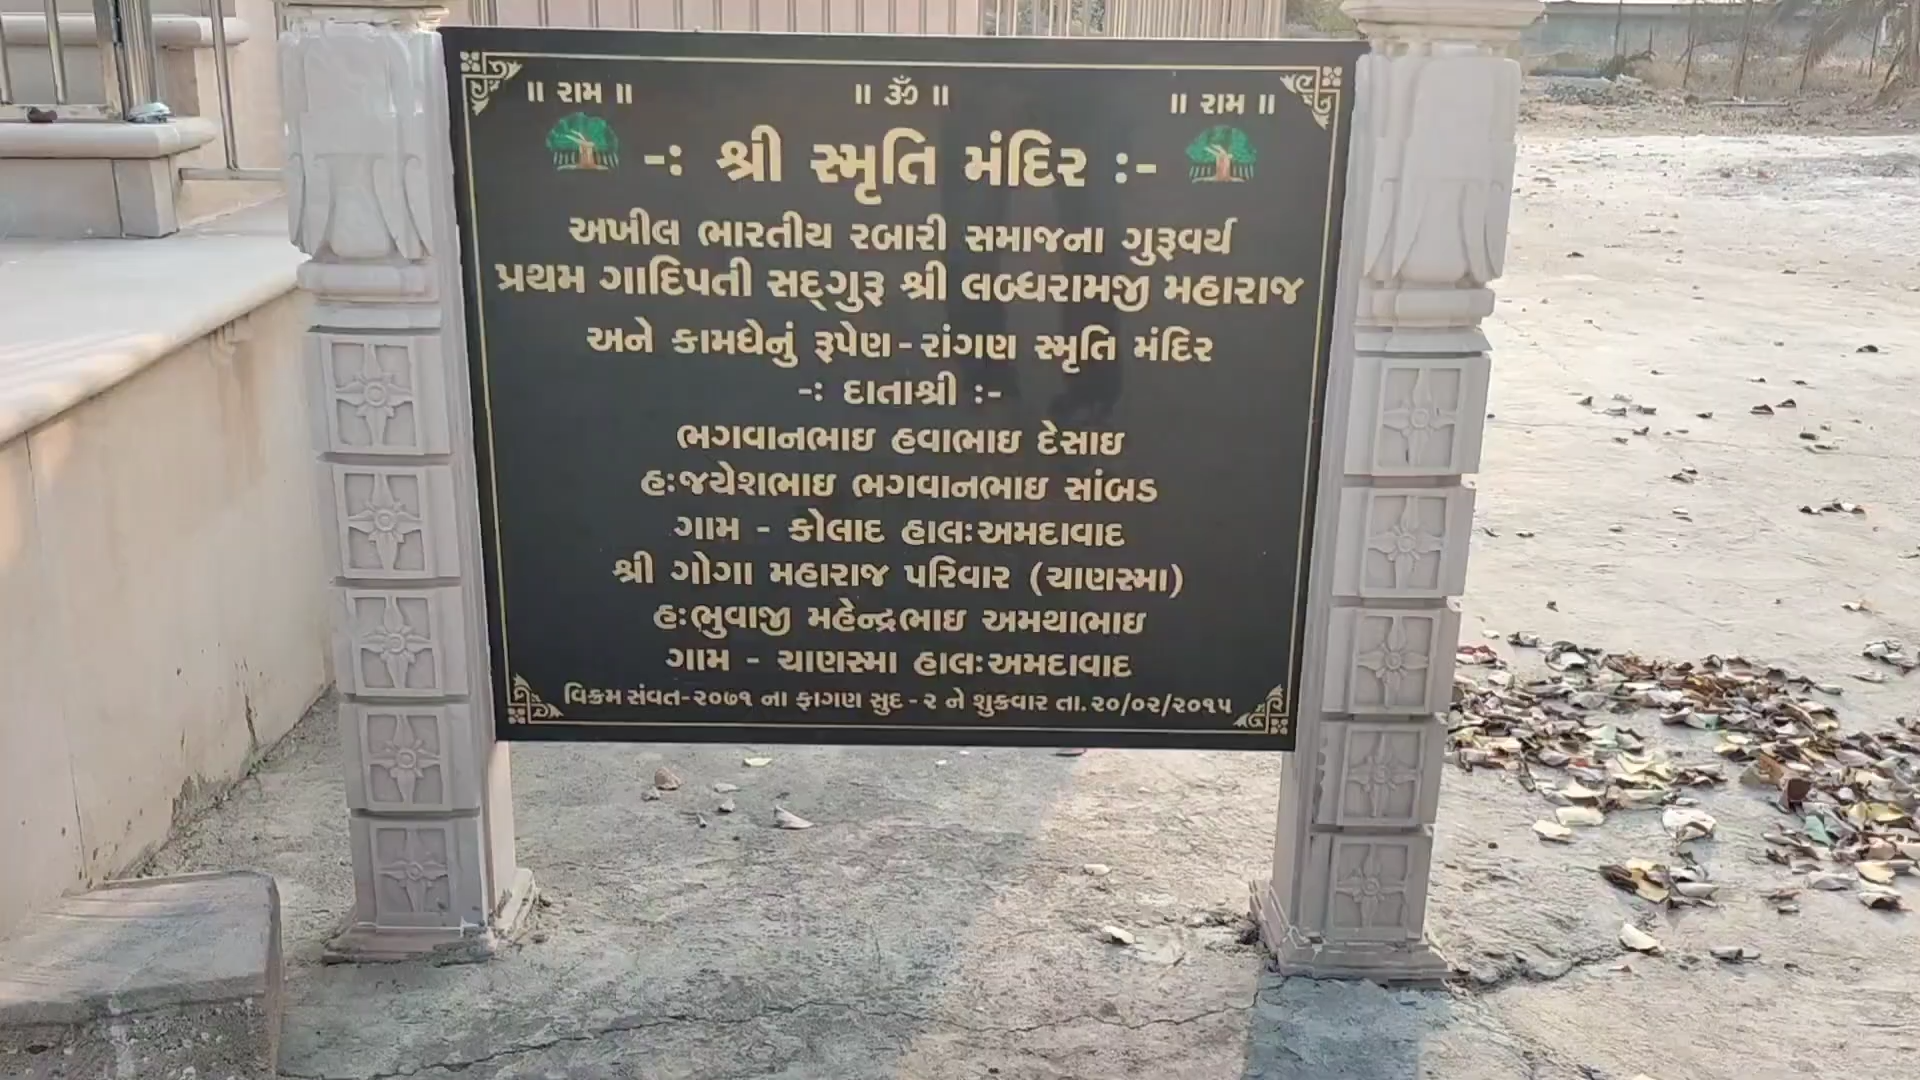 ॥ રામ ॥ ॥ ૐ ॥ ॥ રામ ॥
-: શ્રી સ્મૃતિ મંદિર :-
અખીલ ભારતીય રબારી સમાજના ગુરૂવર્ય
પ્રથમ ગાદિપતી સદ્‌ગુરૂ શ્રી લબ્ધરામજી મહારાજ
અને કામધેનું રૂપેણ - રાંગણ સ્મૃતિ મંદિર
-: દાતાશ્રી :-
ભગવાનભાઇ હવાભાઇ દેસાઇ
હ:જયેશભાઇ ભગવાનભાઇ સાંબડ
ગામ - કોલાદ હાલ:અમદાવાદ
શ્રી ગોગા મહારાજ પરિવાર (ચાણસ્મા)
હ:ભુવાજી મહેન્દ્રભાઇ અમથાભાઇ
ગામ - ચાણસ્મા હાલ:અમદાવાદ
વિક્રમ સંવત-૨૦૭૧ ના ફાગણ સુદ - ૨ ને શુક્રવાર તા.૨૦/૦૨/૨૦૧૫